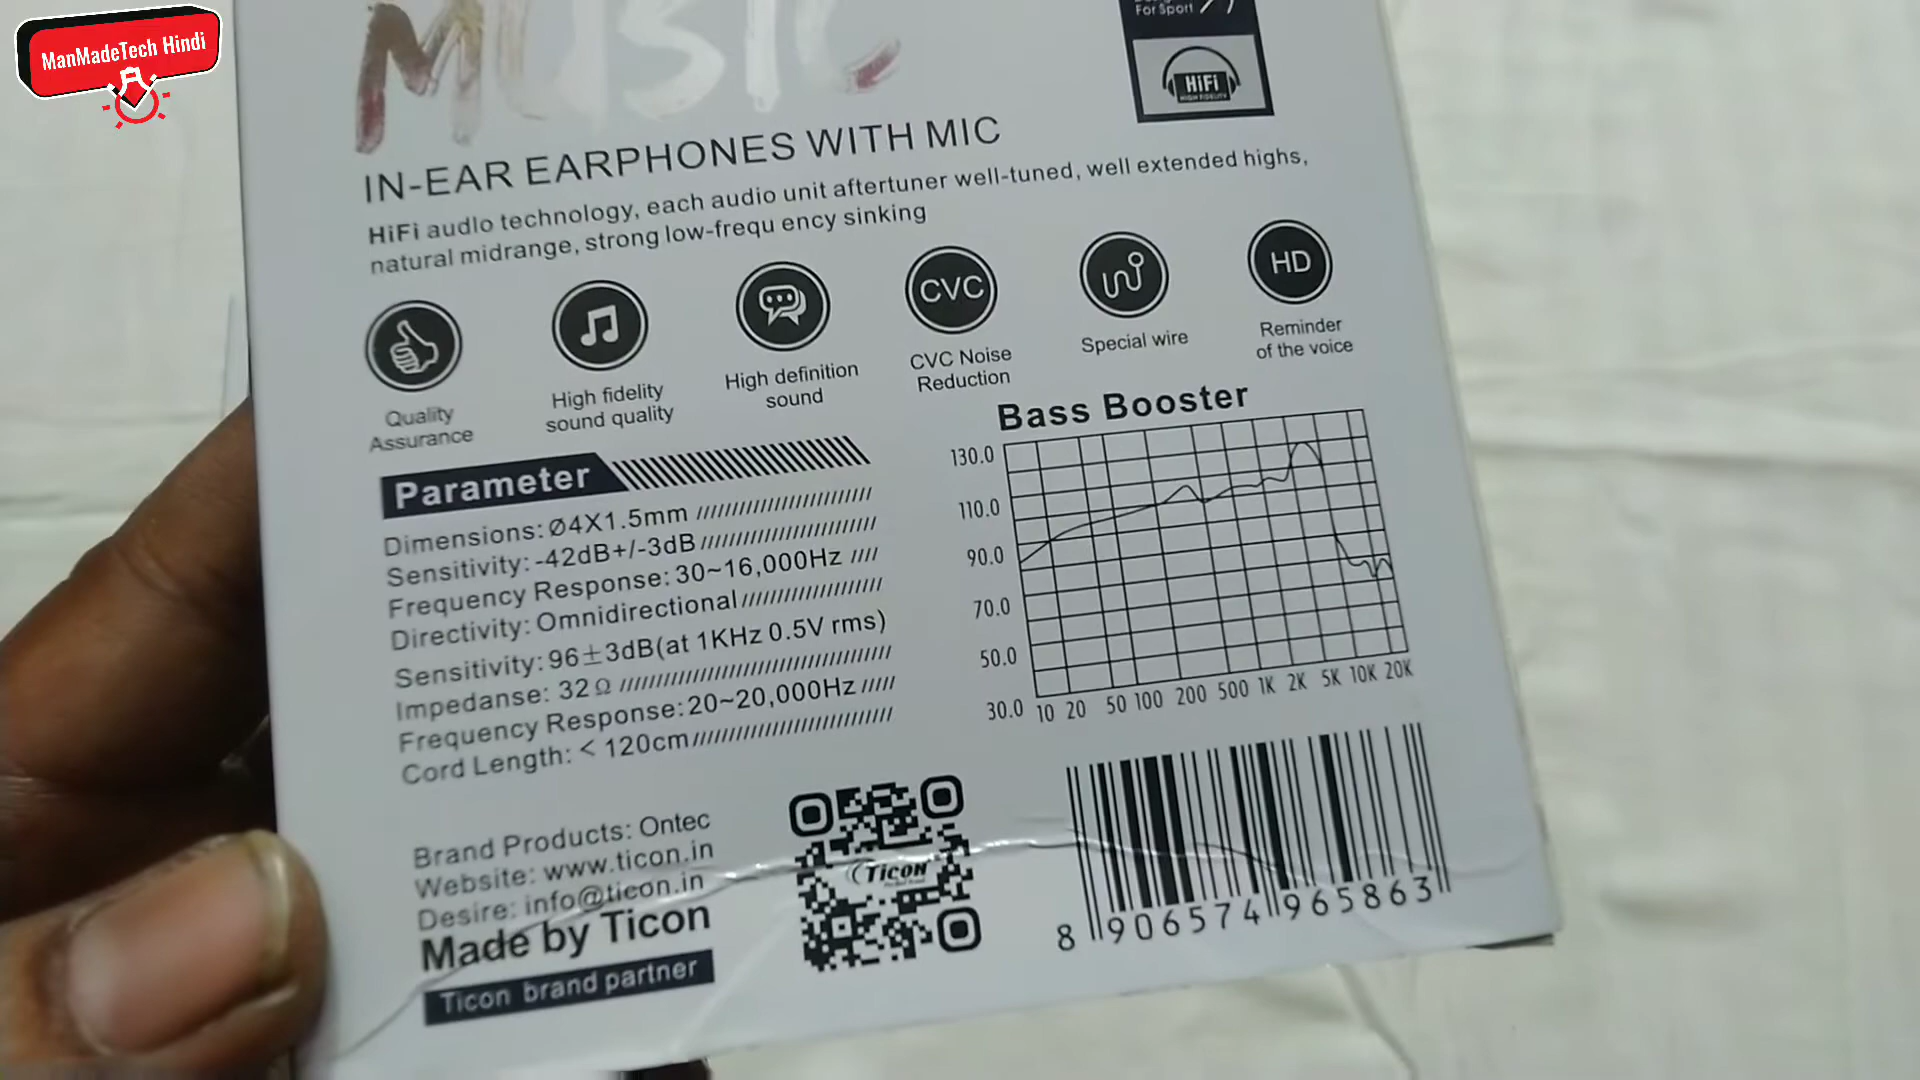 ManMadeTech Hindi
MUSIC
For Sport
HiFi
HIGH FIDELITY
IN-EAR EARPHONES WITH MIC
HiFi audlo technology, each audio unit aftertuner well-tuned, well extended highs,
natural midrange, strong low-frequ ency sinking
Quality
Assurance
High fidelity
sound quality
High definition
sound
CVC
CVC Noise
Reduction
Special wire
HD
Reminder
of the voice
Parameter
Dimensions: Ø4X1.5mm
Sensitivity: -42dB+/-3dB
Frequency Response: 30~16,000Hz
Directivity: Omnidirectional
Sensitivity: 96±3dB(at 1KHz 0.5V rms)
Impedanse: 32Ω
Frequency Response: 20~20,000Hz
Cord Length: < 120cm
Bass Booster
130.0
110.0
90.0
70.0
50.0
30.0
10 20 50 100 200 500 1K 2K 5K 10K 20K
Brand Products: Ontec
Website: www.ticon.in
Desire: info@ticon.in
Made by Ticon
Ticon brand partner
TICON
8 906574 965863